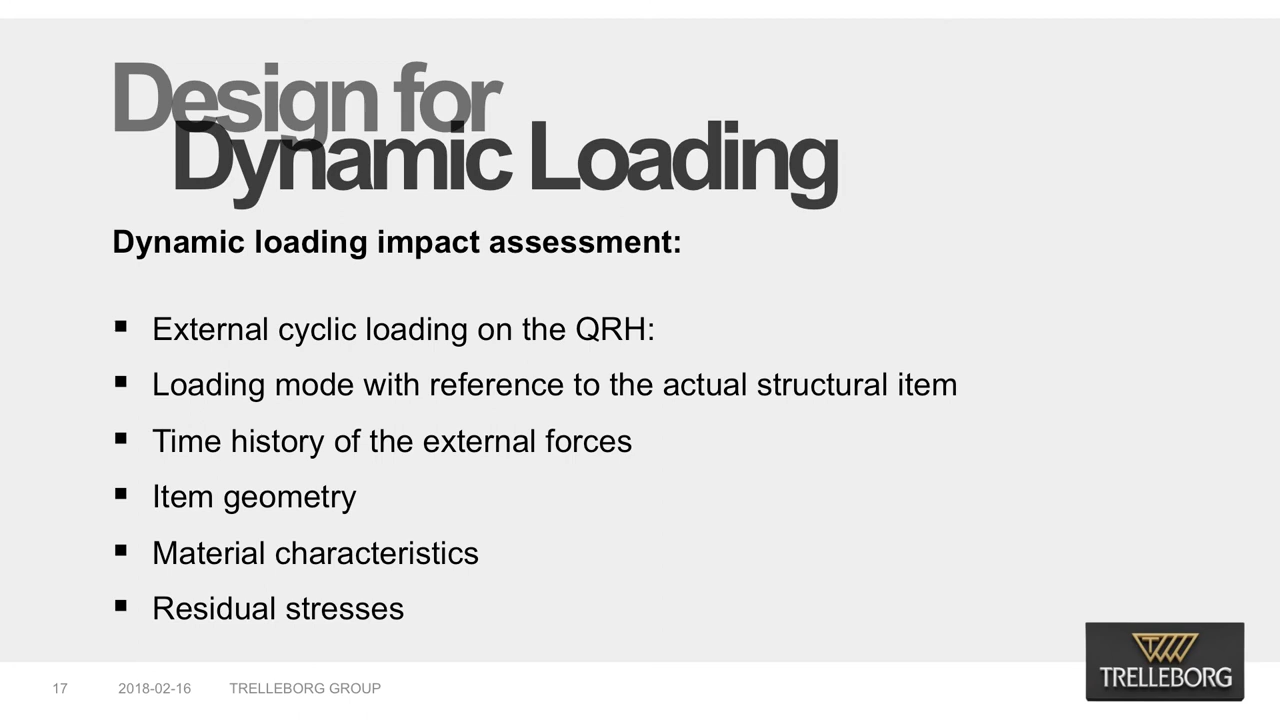 Design for
Dynamic Loading
Dynamic loading impact assessment:
▪ External cyclic loading on the QRH:
▪ Loading mode with reference to the actual structural item
▪ Time history of the external forces
▪ Item geometry
▪ Material characteristics
▪ Residual stresses
17 2018-02-16 TRELLEBORG GROUP
TRELLEBORG